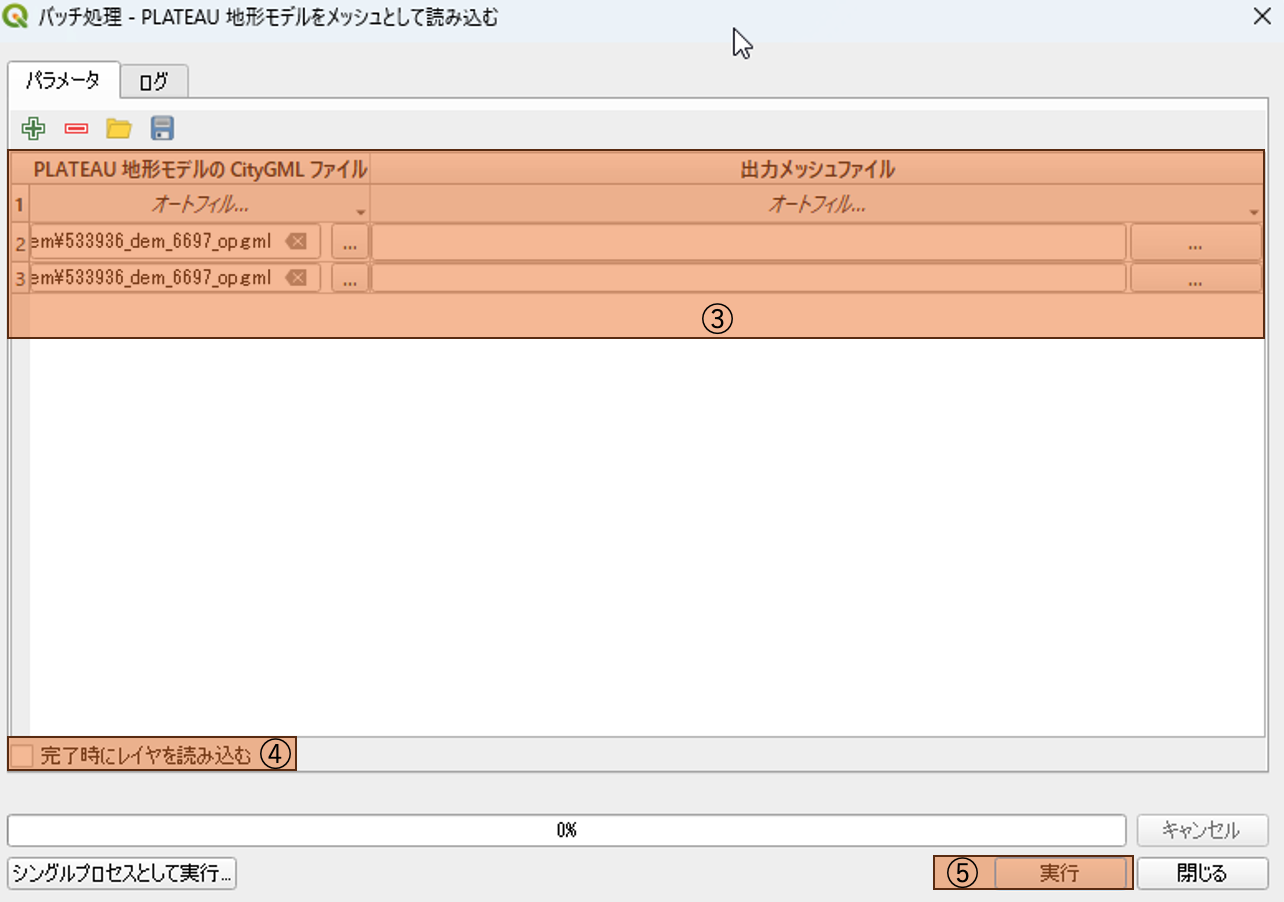 バッチ処理 - PLATEAU 地形モデルをメッシュとして読み込む
パラメータ ログ
PLATEAU 地形モデルの CityGML ファイル 出力メッシュファイル
1 オートフィル... オートフィル...
2 em¥533936_dem_6697_op.gml ... ...
3 em¥533936_dem_6697_op.gml ... ...
③
完了時にレイヤを読み込む ④
0% キャンセル
シングルプロセスとして実行... ⑤ 実行 閉じる